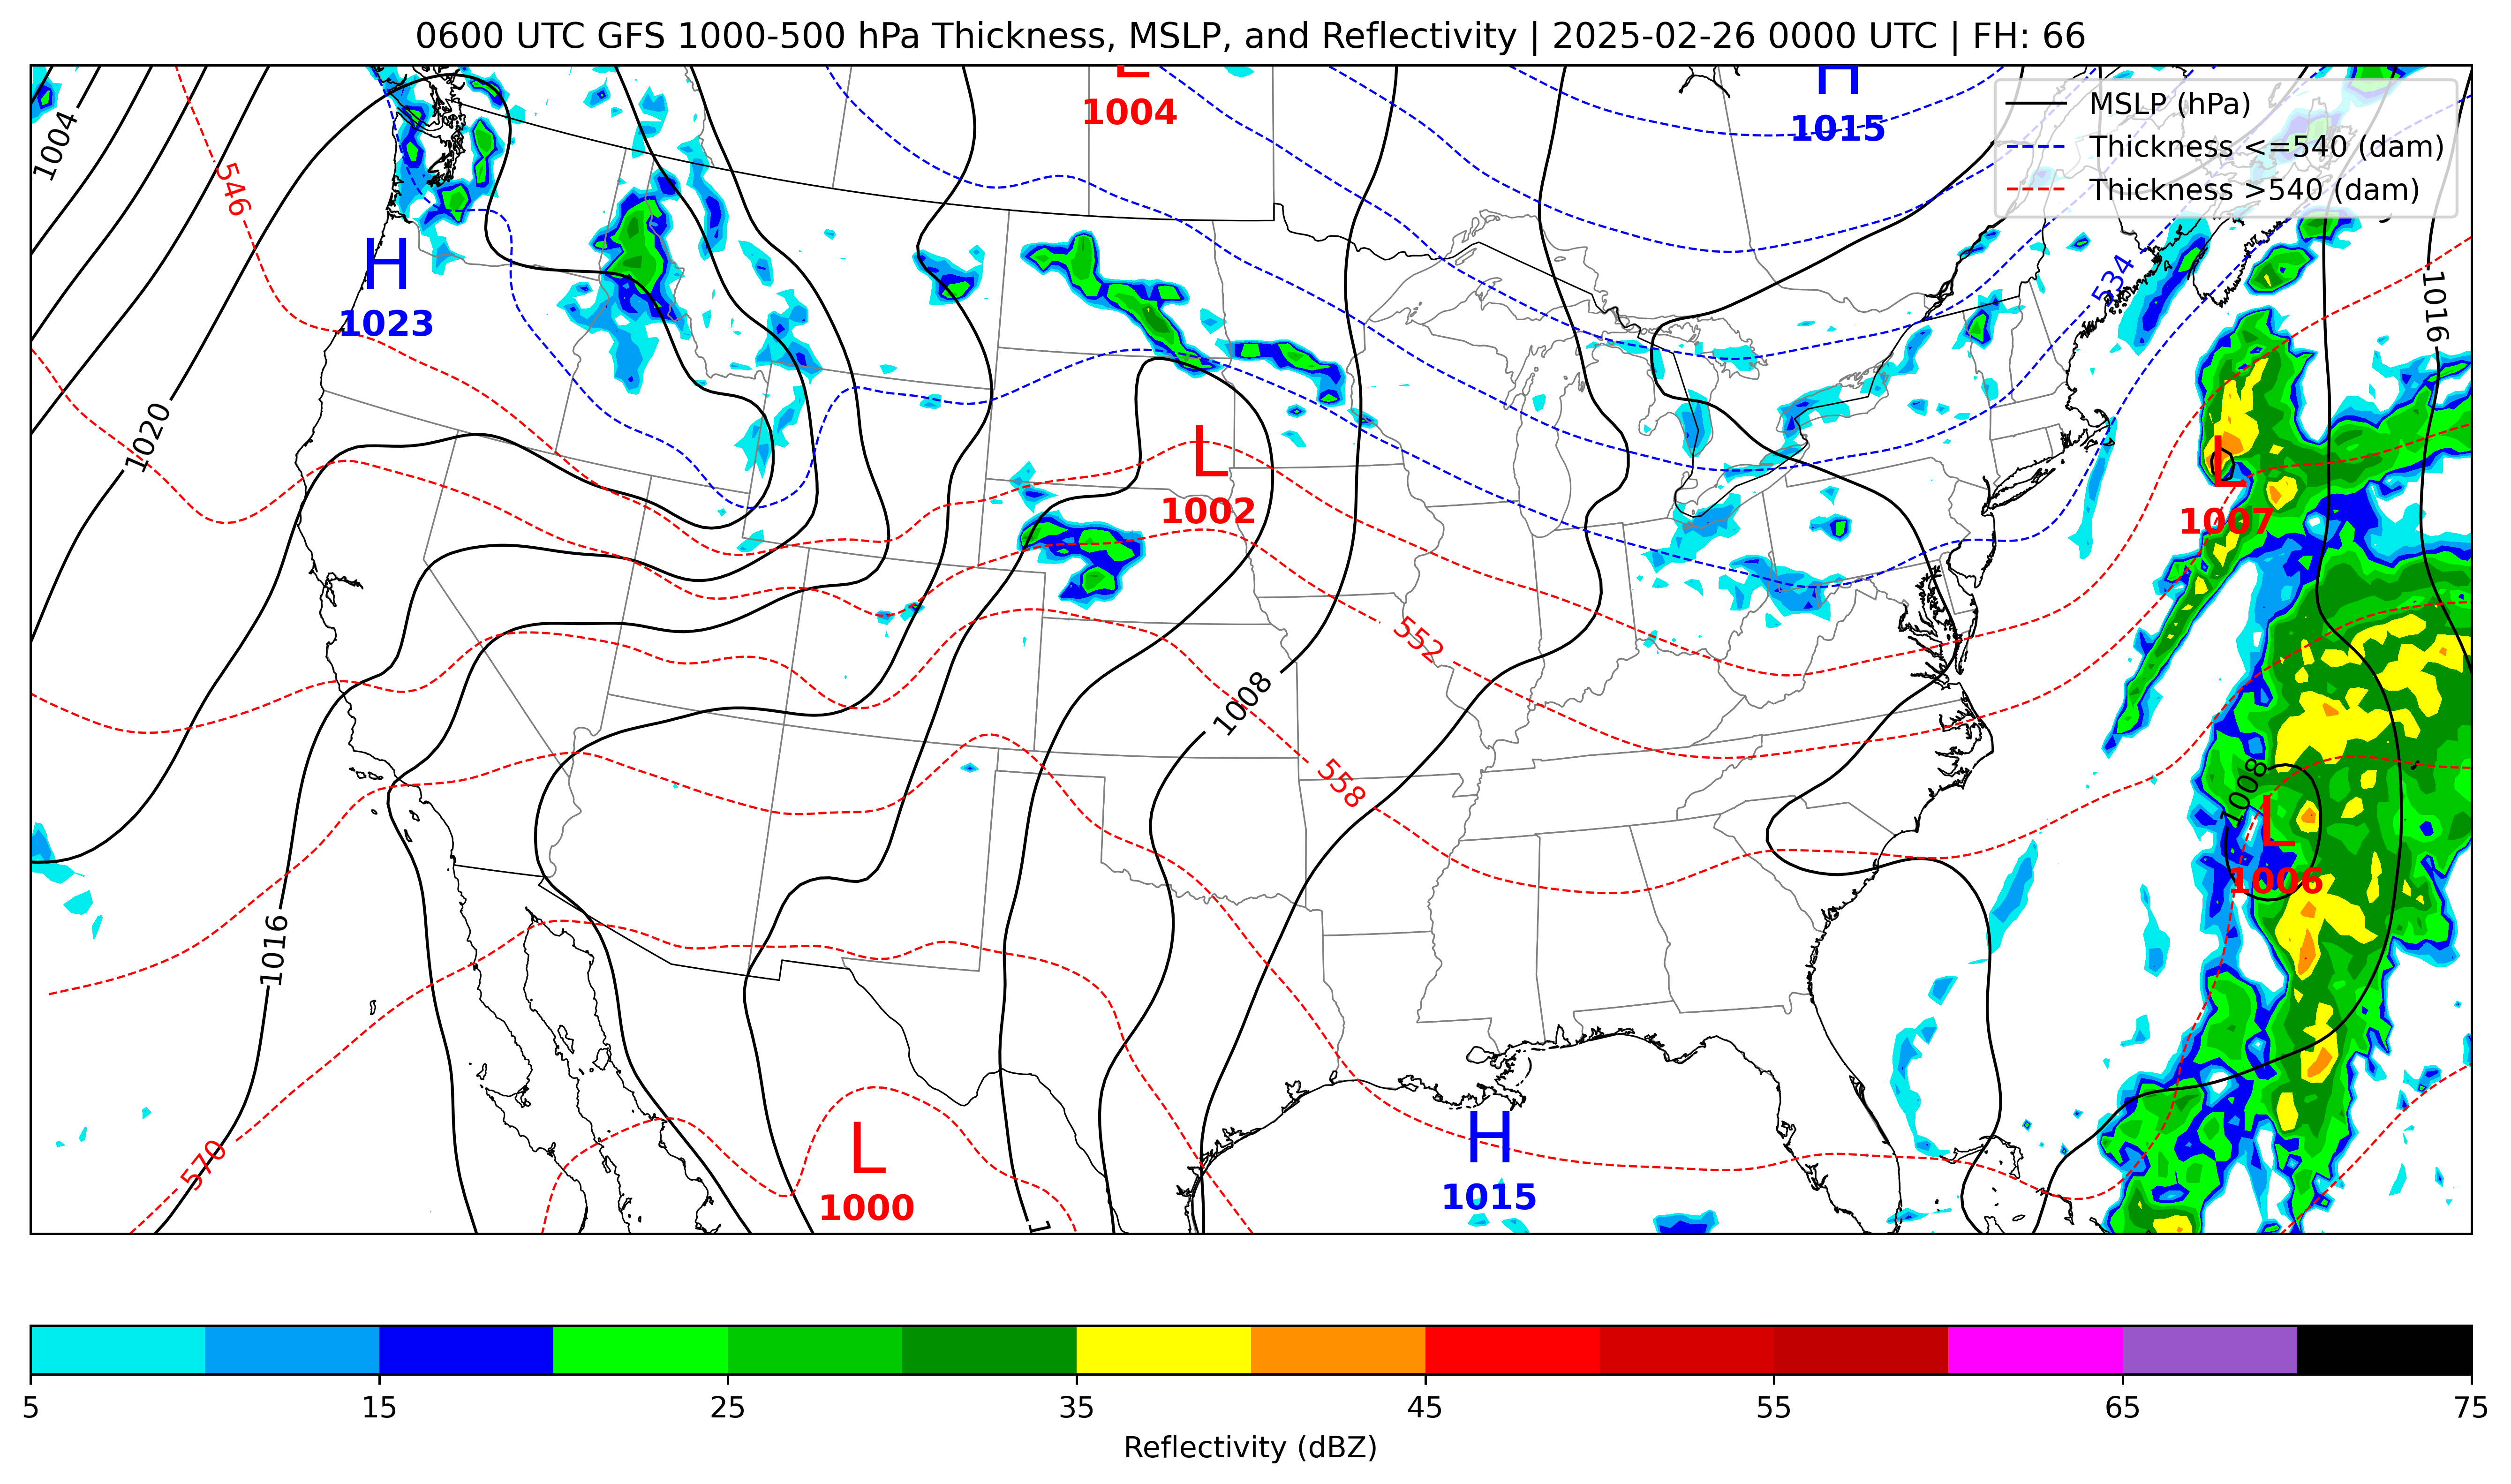 0600 UTC GFS 1000-500 hPa Thickness, MSLP, and Reflectivity | 2025-02-26 0000 UTC | FH: 66
L
1004
H
1015
MSLP (hPa)
Thickness <=540 (dam)
Thickness >540 (dam)
1004
546
H
1023
534
1016
1020
L
1002
L
1007
552
1008
558
1008
L
1006
1016
570
L
1000
H
1015
1
5 15 25 35 45 55 65 75
Reflectivity (dBZ)